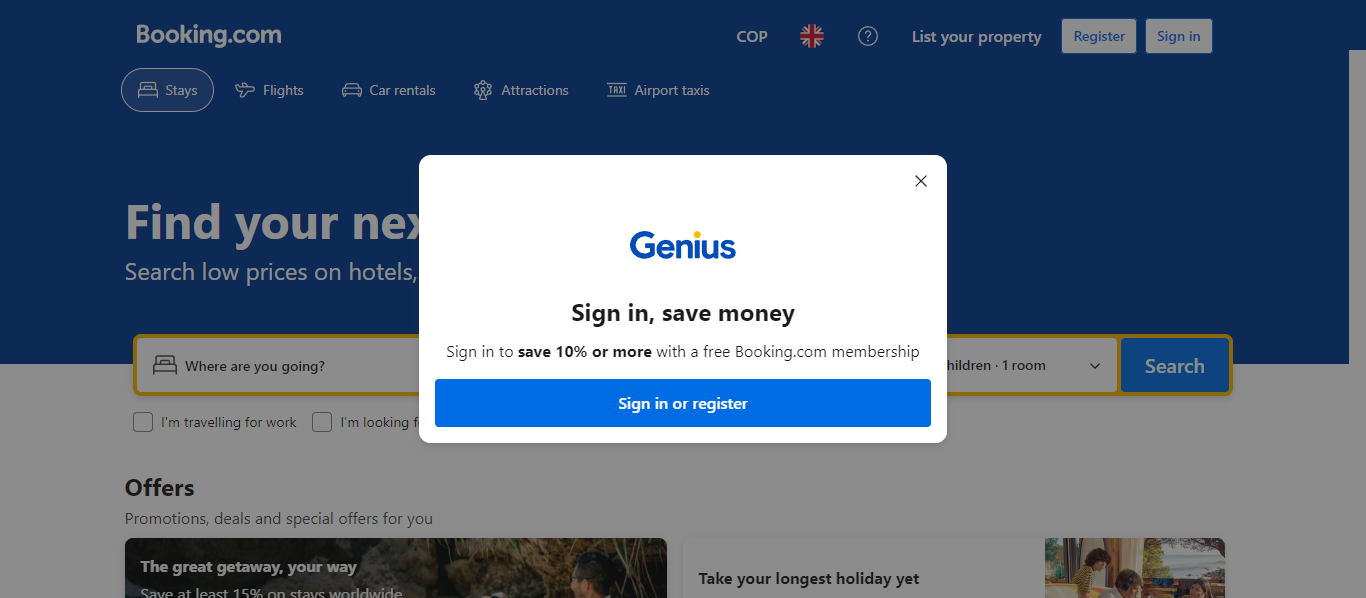 Booking.com
COP
List your property
Register
Sign in
Stays
Flights
Car rentals
Attractions
TAXI
Airport taxis
Find your nex
Search low prices on hotels,
Genius
Sign in, save money
Sign in to save 10% or more with a free Booking.com membership
Sign in or register
Where are you going?
hildren · 1 room
Search
I'm travelling for work
I'm looking f
Offers
Promotions, deals and special offers for you
The great getaway, your way
Save at least 15% on stays worldwide
Take your longest holiday yet